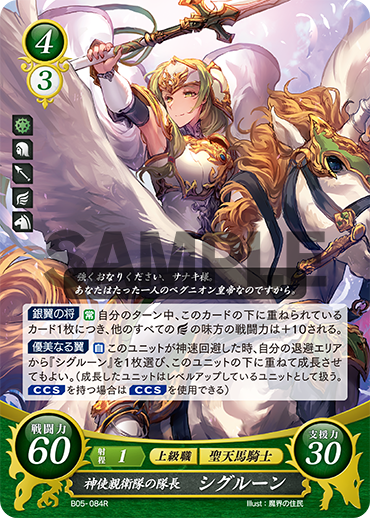 4
3
SAMPLE
強くおなりください、サナキ様。
あなたはたった一人のベグニオン皇帝なのですから。
銀翼の将 常 自分のターン中、このカードの下に重ねられている
カード1枚につき、他のすべての の味方の戦闘力は+10される。
優美なる翼 自 このユニットが神速回避した時、自分の退避エリア
から『シグルーン』を1枚選び、このユニットの下に重ねて成長させ
てもよい。（成長したユニットはレベルアップしているユニットとして扱う。
CCS を持つ場合は CCS を使用できる）
戦闘力
60
射程 1
上級職
聖天馬騎士
支援力
30
神使親衛隊の隊長 シグルーン
B05-084R
Illust：魔界の住民